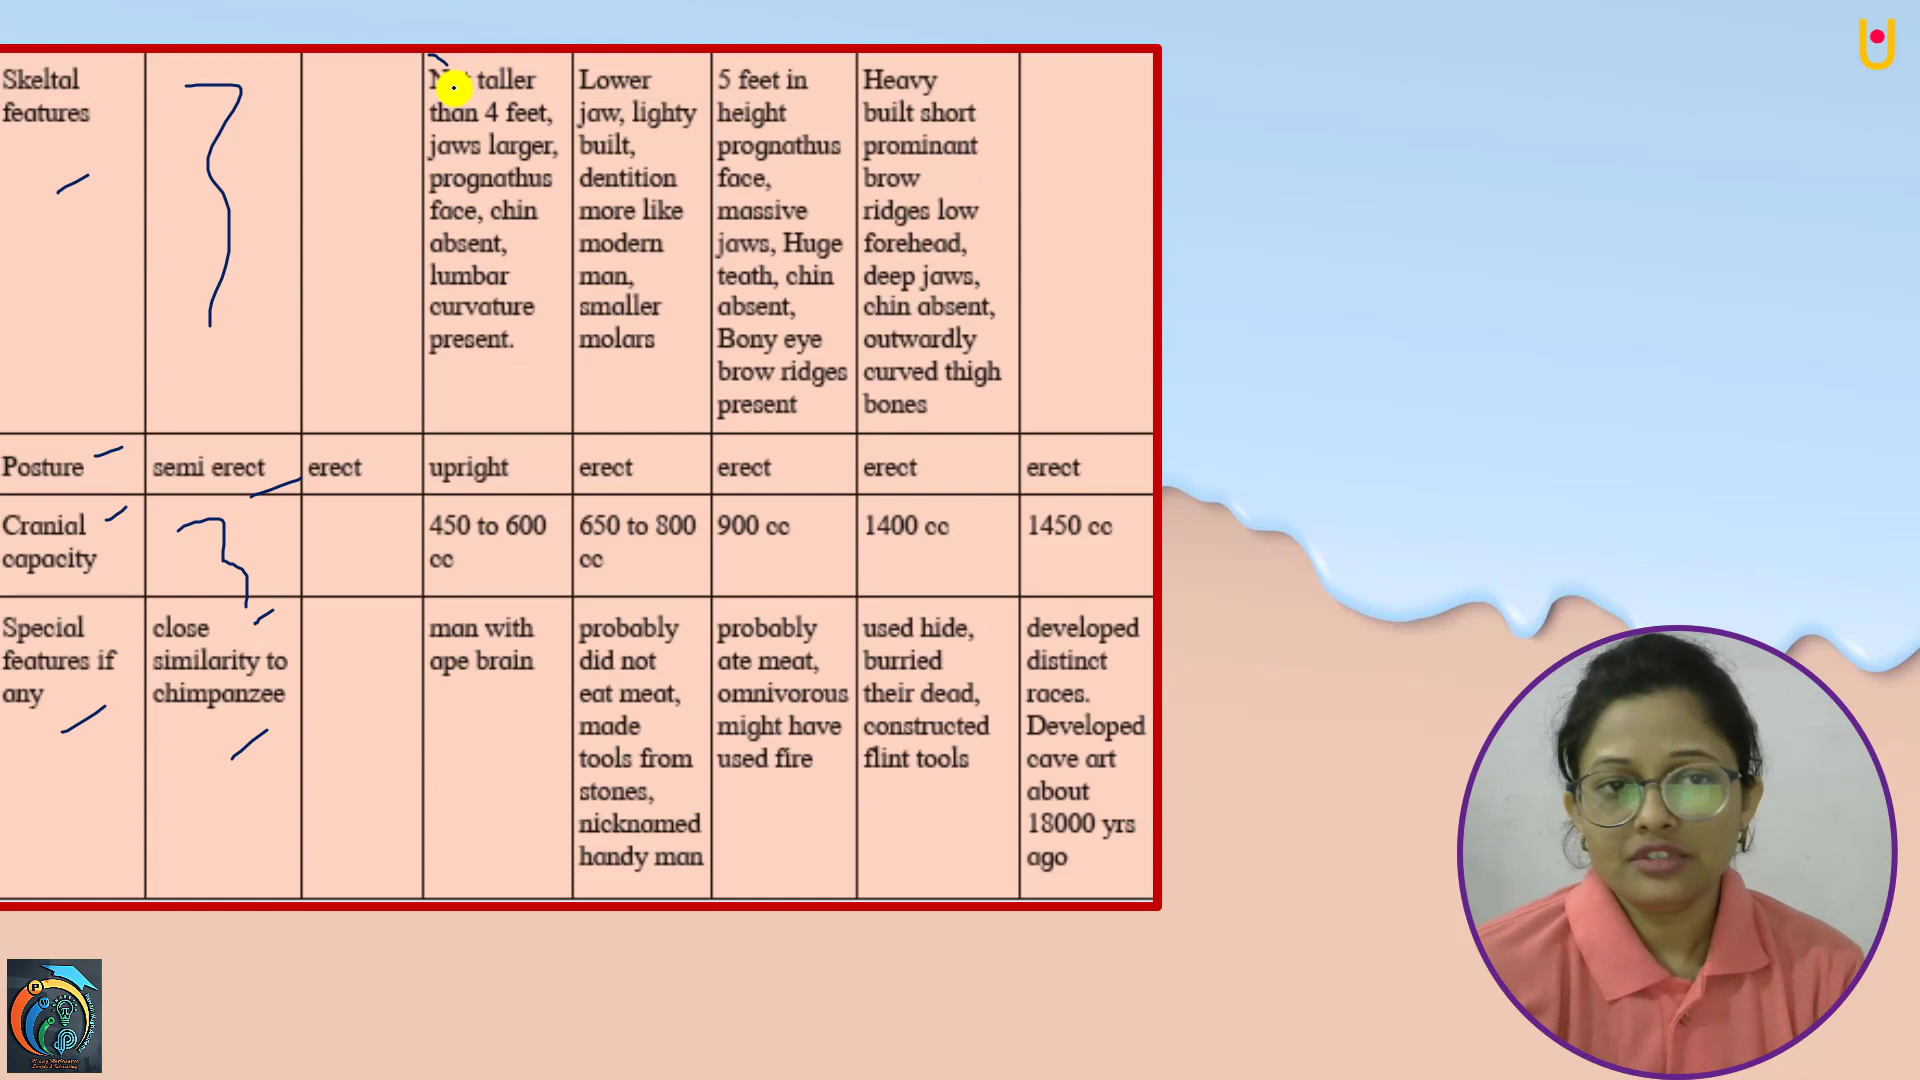 Skeltal
features
taller
than 4 feet,
jaws larger,
prognathus
face, chin
absent,
lumbar
curvature
present.
Lower
jaw, lighty
built,
dentition
more like
modern
man,
smaller
molars
5 feet in
height
prognathus
face,
massive
jaws, Huge
teath, chin
absent,
Bony eye
brow ridges
present
Heavy
built short
prominant
brow
ridges low
forehead,
deep jaws,
chin absent,
outwardly
curved thigh
bones
Posture
semi erect
erect
upright
erect
erect
erect
erect
Cranial
capacity
450 to 600
cc
650 to 800
cc
900 cc
1400 cc
1450 cc
Special
features if
any
close
similarity to
chimpanzee
man with
ape brain
probably
did not
eat meat,
made
tools from
stones,
nicknamed
handy man
probably
ate meat,
omnivorous
might have
used fire
used hide,
burried
their dead,
constructed
flint tools
developed
distinct
races.
Developed
cave art
about
18000 yrs
ago